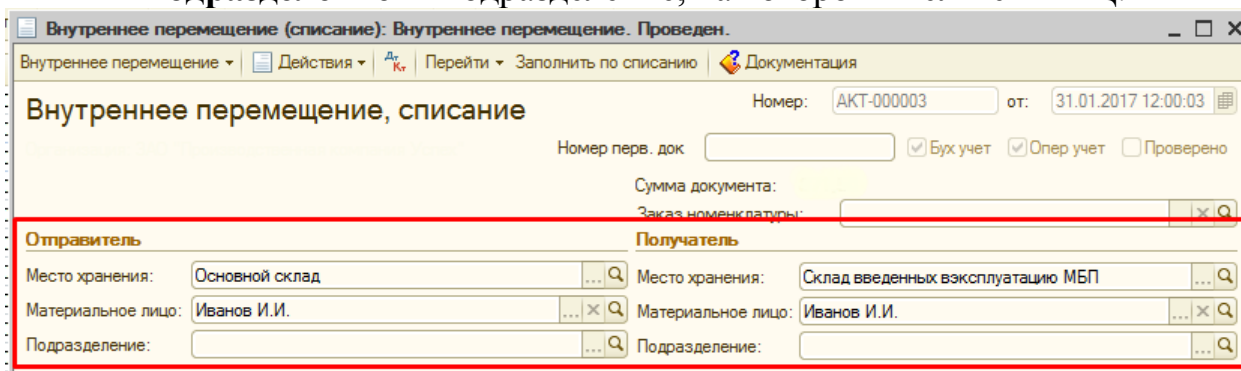 Внутреннее перемещение (списание): Внутреннее перемещение. Проведен.
Внутреннее перемещение Действия Дт Кт Перейти Заполнить по списанию Документация
Внутреннее перемещение, списание
Номер: АКТ-000003 от: 31.01.2017 12:00:03
Номер перв. док Бух учет Опер учет Проверено
Сумма документа:
Заказ номенклатуры:
Отправитель Получатель
Место хранения: Основной склад ... Место хранения: Склад введенных вэксплуатацию МБП ...
Материальное лицо: Иванов И.И. ... Материальное лицо: Иванов И.И. ...
Подразделение: ... Подразделение: ...